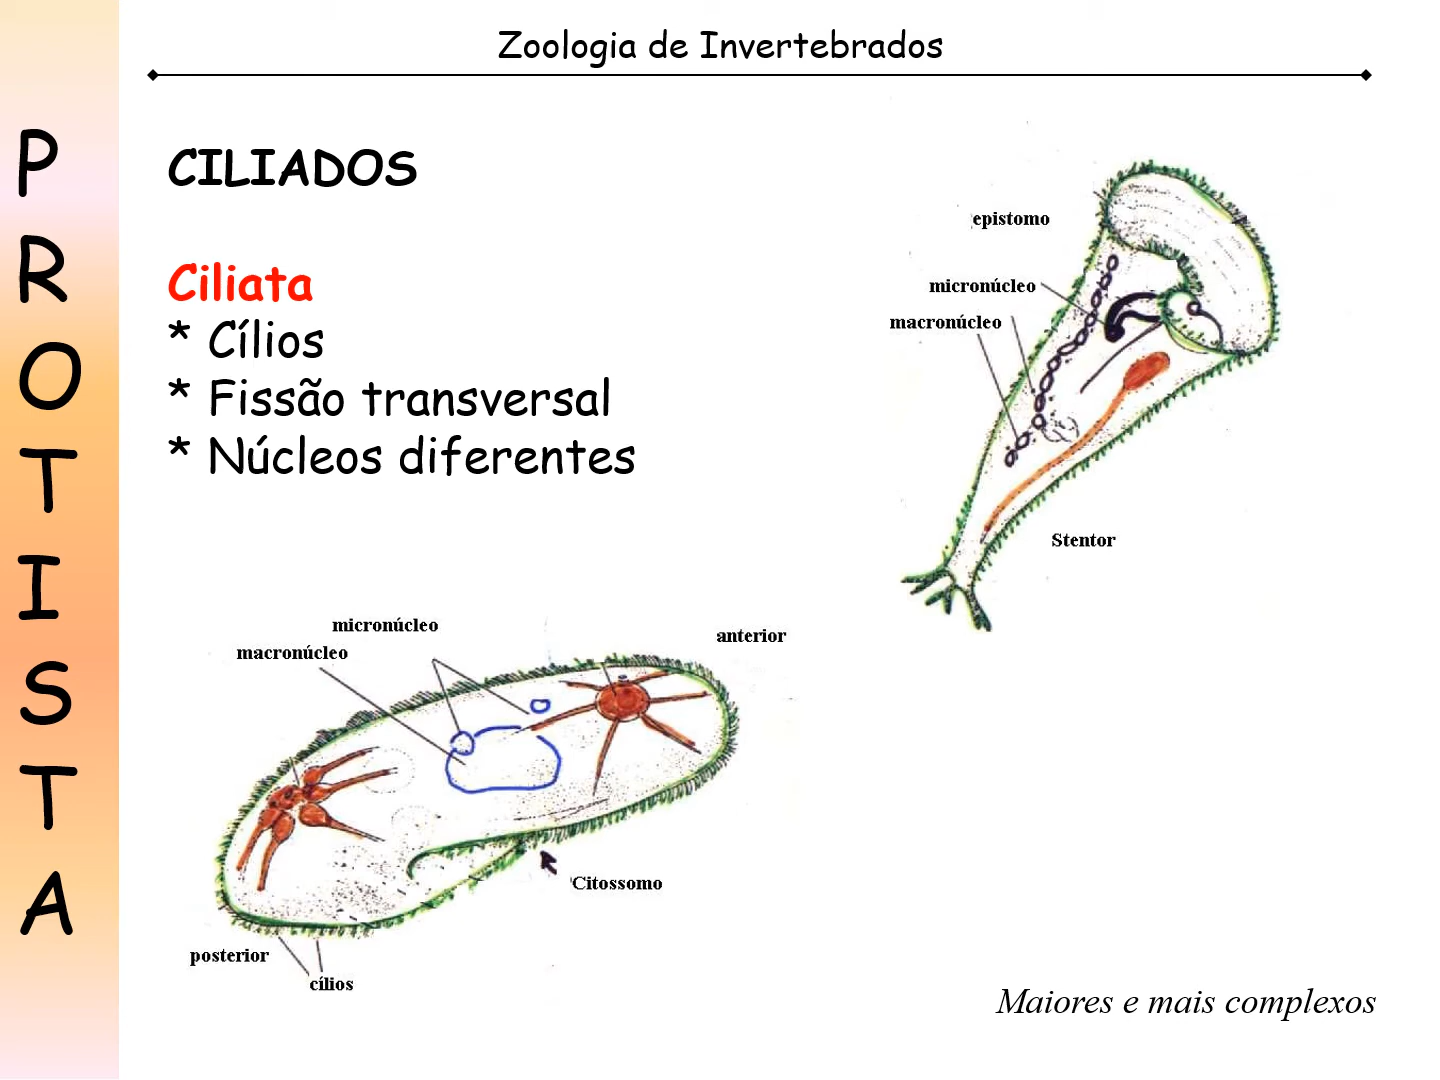 Zoologia de Invertebrados
PROTISTA
CILIADOS
Ciliata
* Cílios
* Fissão transversal
* Núcleos diferentes
epistomo
micronúcleo
macronúcleo
Stentor
micronúcleo
macronúcleo
anterior
Citossomo
posterior
cílios
Maiores e mais complexos